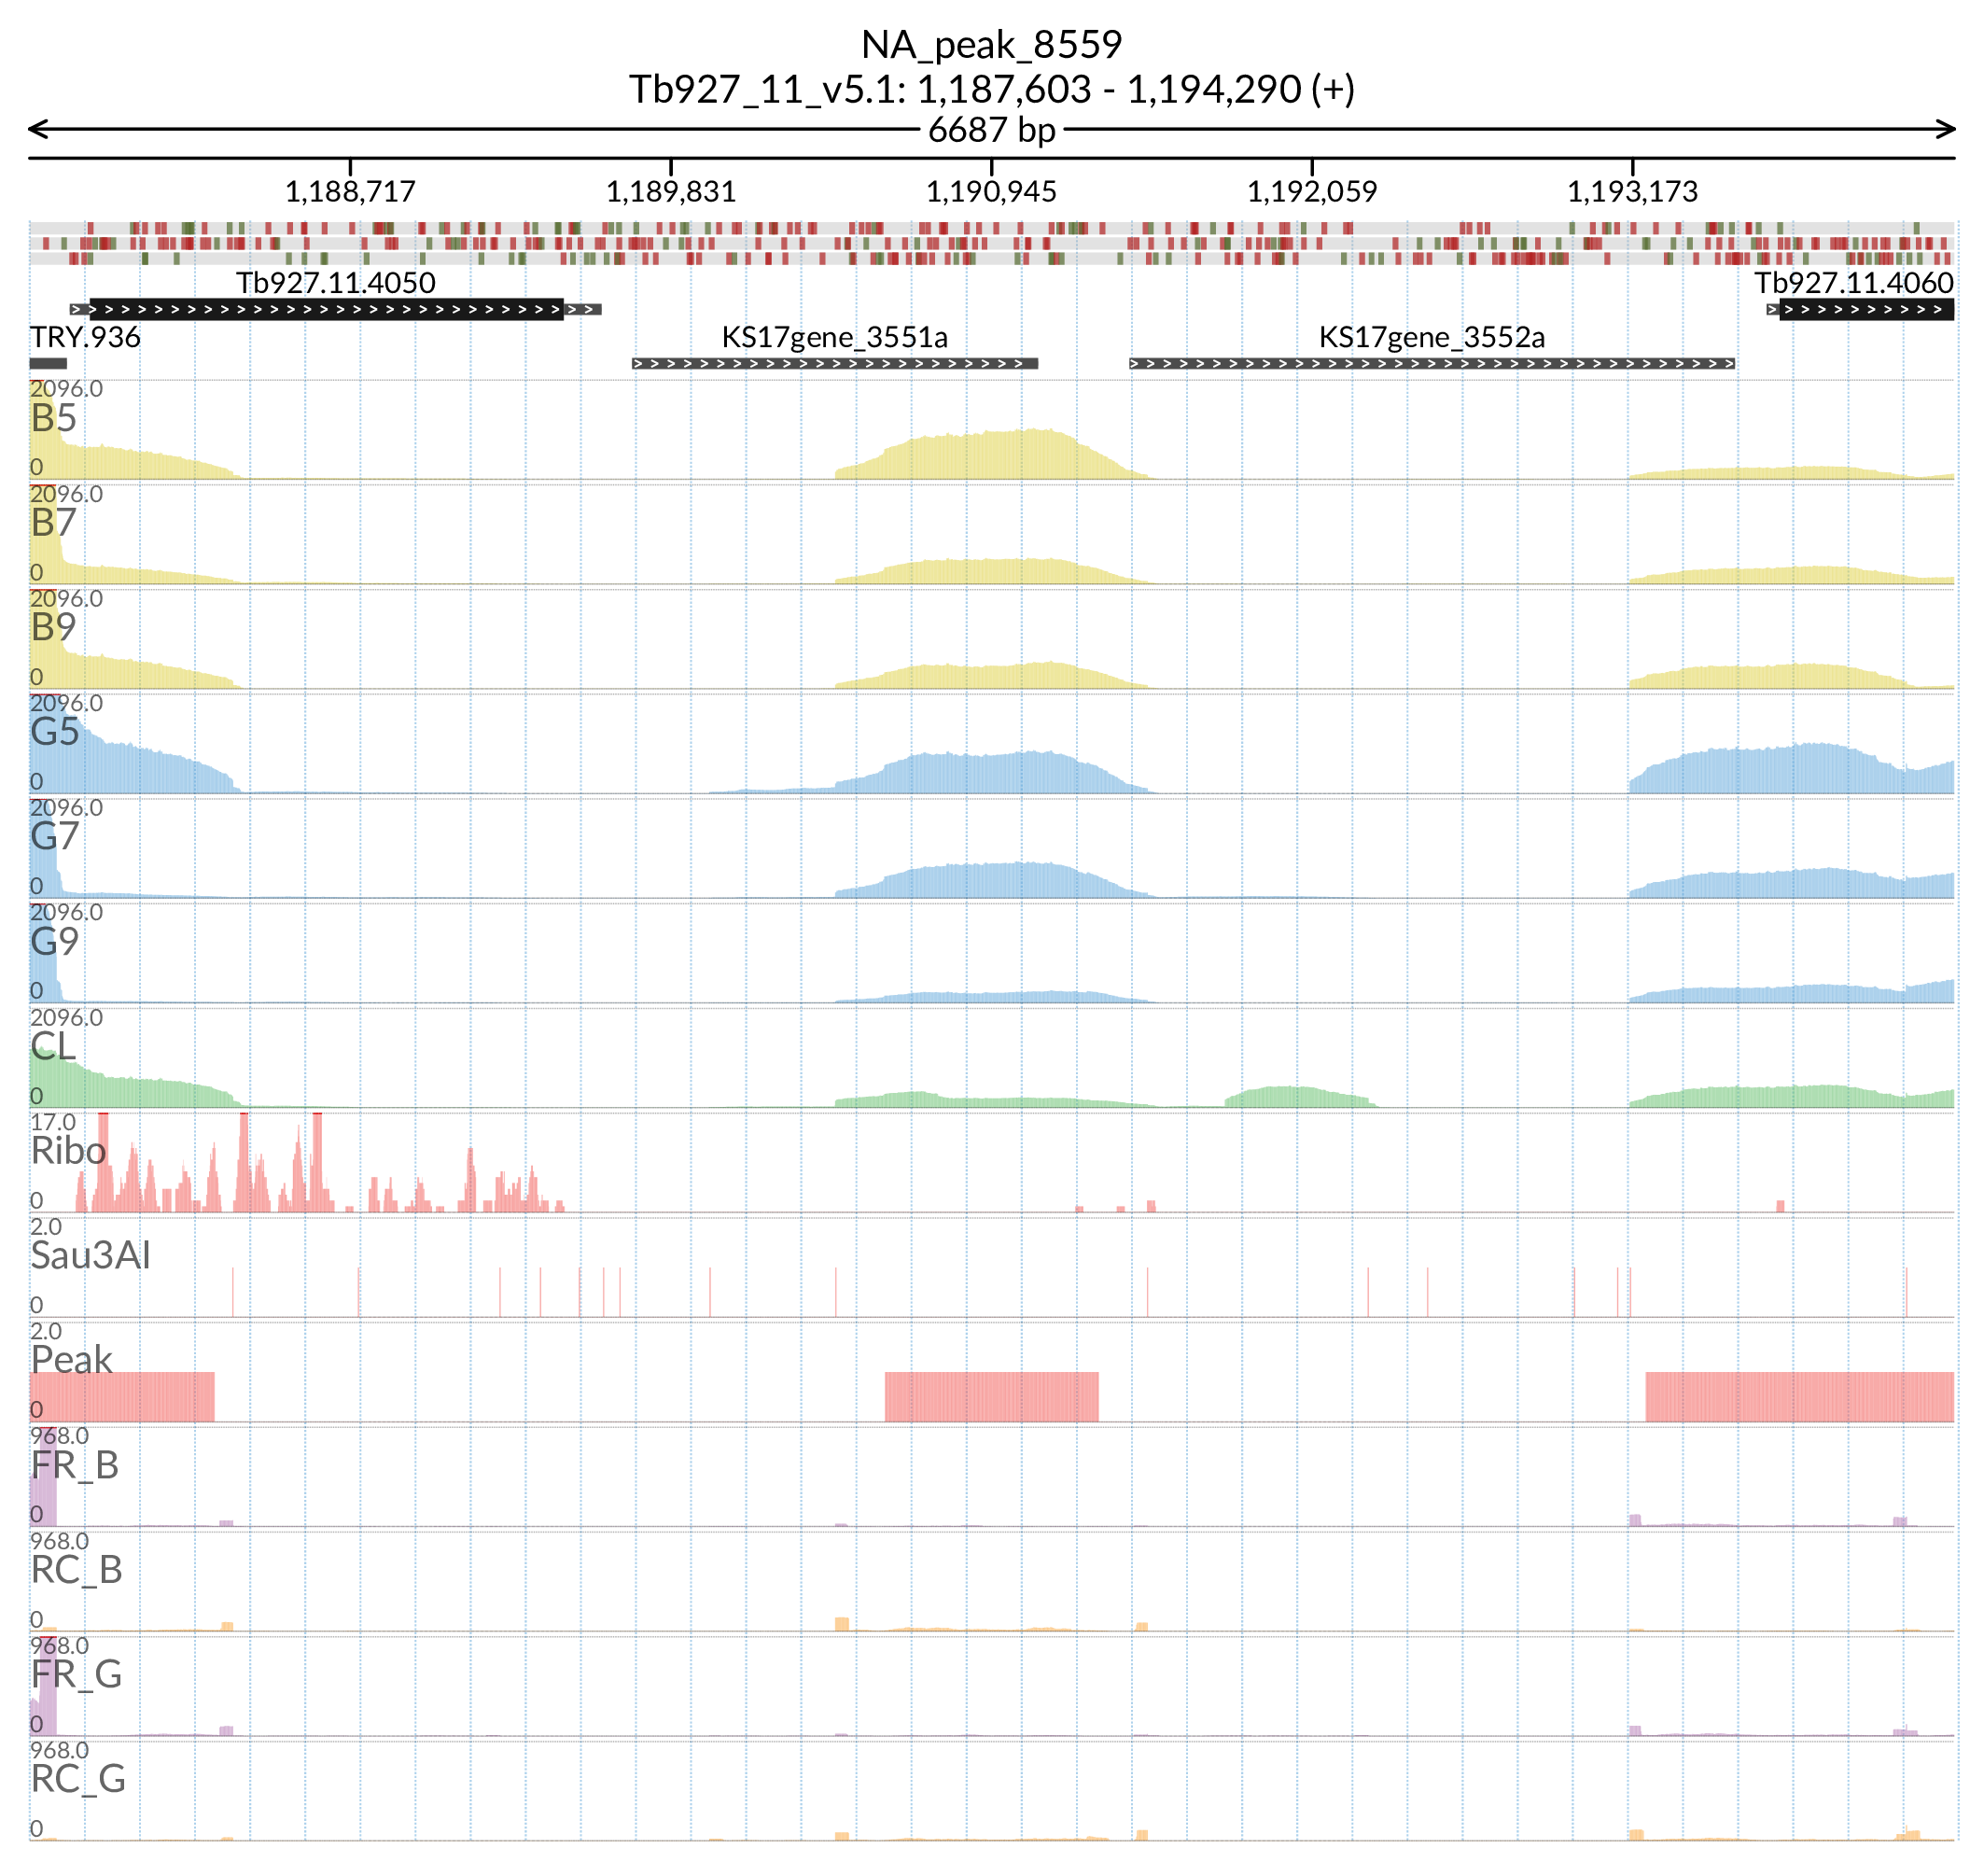 NA_peak_8559
Tb927_11_v5.1: 1,187,603 - 1,194,290 (+)
6687 bp
1,188,717 1,189,831 1,190,945 1,192,059 1,193,173
Tb927.11.4050 Tb927.11.4060
TRY.936 KS17gene_3551a KS17gene_3552a
2096.0
B5
0
2096.0
B7
0
2096.0
B9
0
2096.0
G5
0
2096.0
G7
0
2096.0
G9
0
2096.0
CL
0
17.0
Ribo
0
2.0
Sau3AI
0
2.0
Peak
0
968.0
FR_B
0
968.0
RC_B
0
968.0
FR_G
0
968.0
RC_G
0